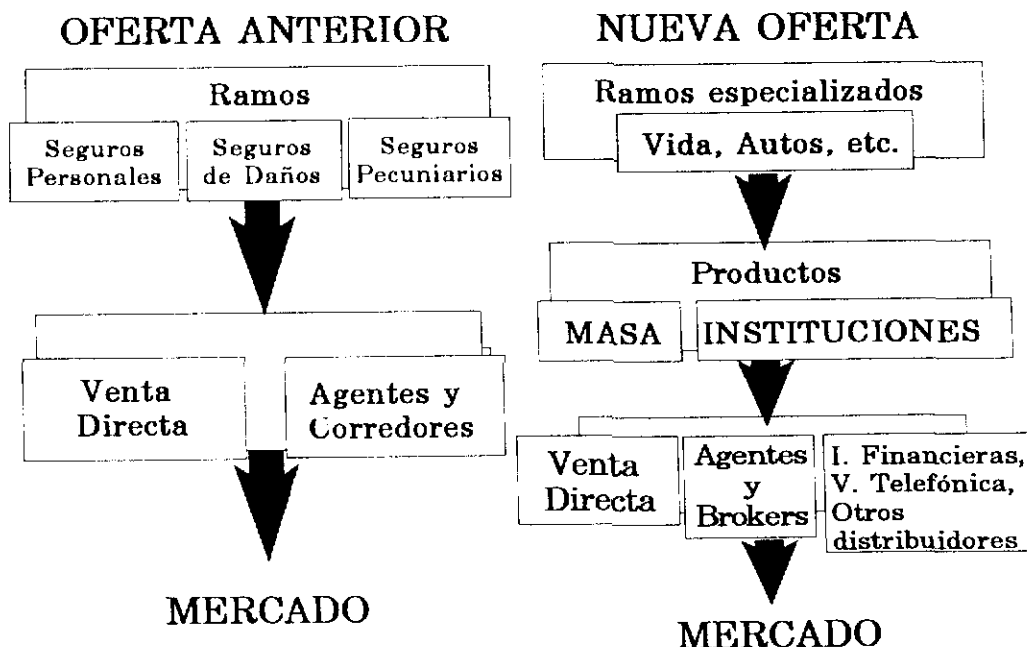 OFERTA ANTERIOR
Ramos
Seguros
Personales
Seguros
de Daños
Seguros
Pecuniarios
Venta
Directa
Agentes y
Corredores
MERCADO
NUEVA OFERTA
Ramos especializados
Vida, Autos, etc.
Productos
MASA
INSTITUCIONES
Venta
Directa
Agentes
y
Brokers
I. Financieras,
V. Telefónica,
Otros
distribuidores
MERCADO